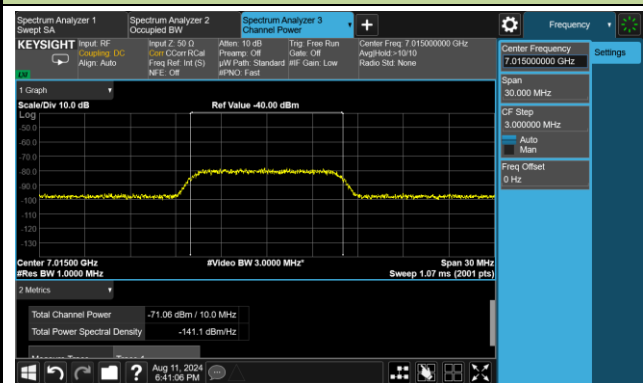 Spectrum Analyzer 1
Swept SA
Spectrum Analyzer 2
Occupied BW
Spectrum Analyzer 3
Channel Power
Frequency
KEYSIGHT
Input: RF
Coupling: DC
Align: Auto
Input Z: 50 Ω
Corr CCorr RCal
Freq Ref: Int (S)
NFE: Off
Atten: 10 dB
Preamp: Off
µW Path: Standard
#PNO: Fast
Trig: Free Run
Gate: Off
#IF Gain: Low
Center Freq: 7.015000000 GHz
Avg|Hold:>10/10
Radio Std: None
Center Frequency
7.015000000 GHz
Settings
Span
30.000 MHz
CF Step
3.000000 MHz
Auto
Man
Freq Offset
0 Hz
1 Graph
Scale/Div 10.0 dB
Ref Value -40.00 dBm
Log
-50.0
-60.0
-70.0
-80.0
-90.0
-100
-110
-120
-130
Center 7.01500 GHz
#Video BW 3.0000 MHz*
Span 30 MHz
#Res BW 1.0000 MHz
Sweep 1.07 ms (2001 pts)
2 Metrics
Total Channel Power -71.06 dBm / 10.0 MHz
Total Power Spectral Density -141.1 dBm/Hz
Aug 11, 2024
6:41:06 PM